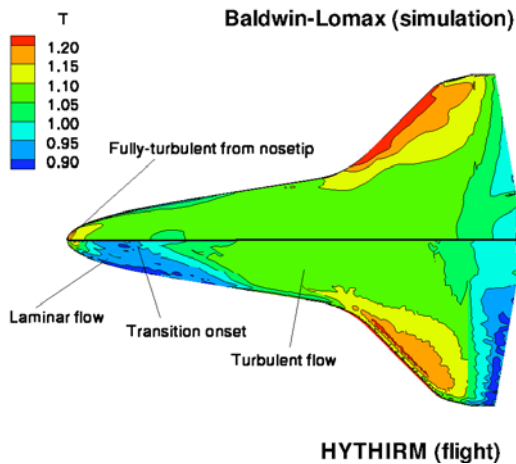 T
Baldwin-Lomax (simulation)
1.20
1.15
1.10
1.05
1.00
0.95
0.90
Fully-turbulent from nosetip
Laminar flow
Transition onset
Turbulent flow
HYTHIRM (flight)